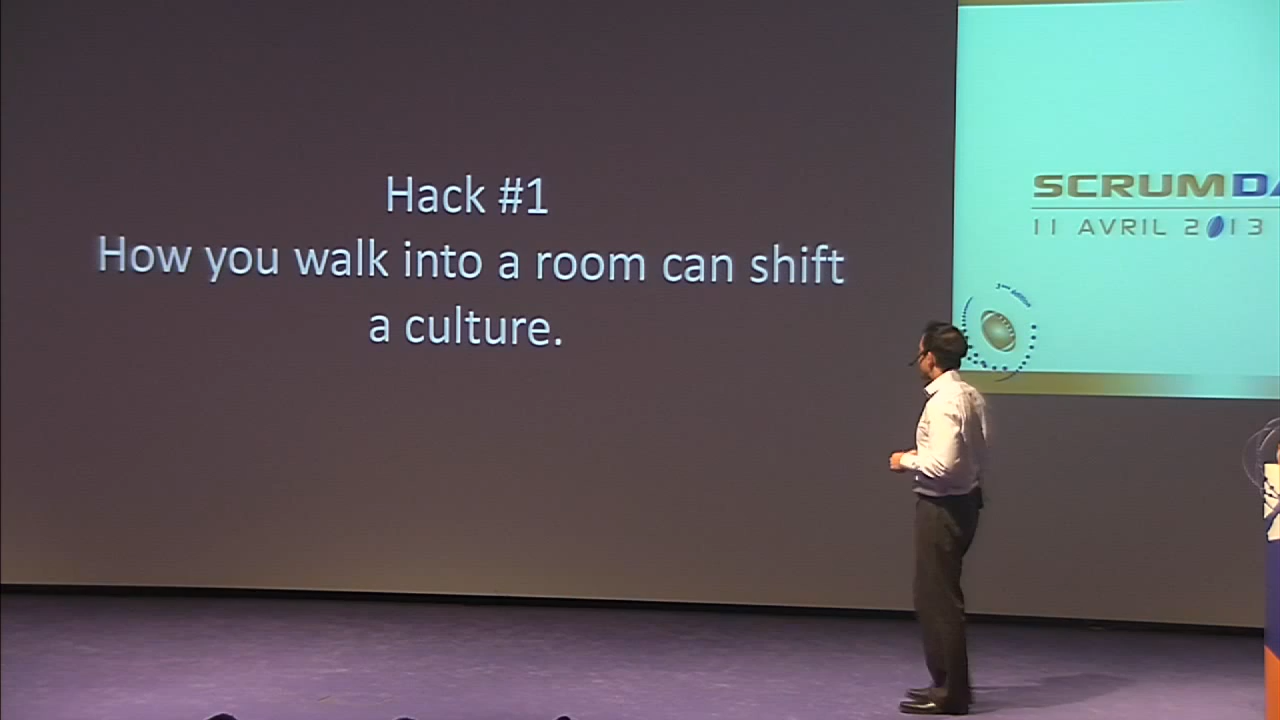 Hack #1
How you walk into a room can shift
a culture.
SCRUMDA
11 AVRIL 2013